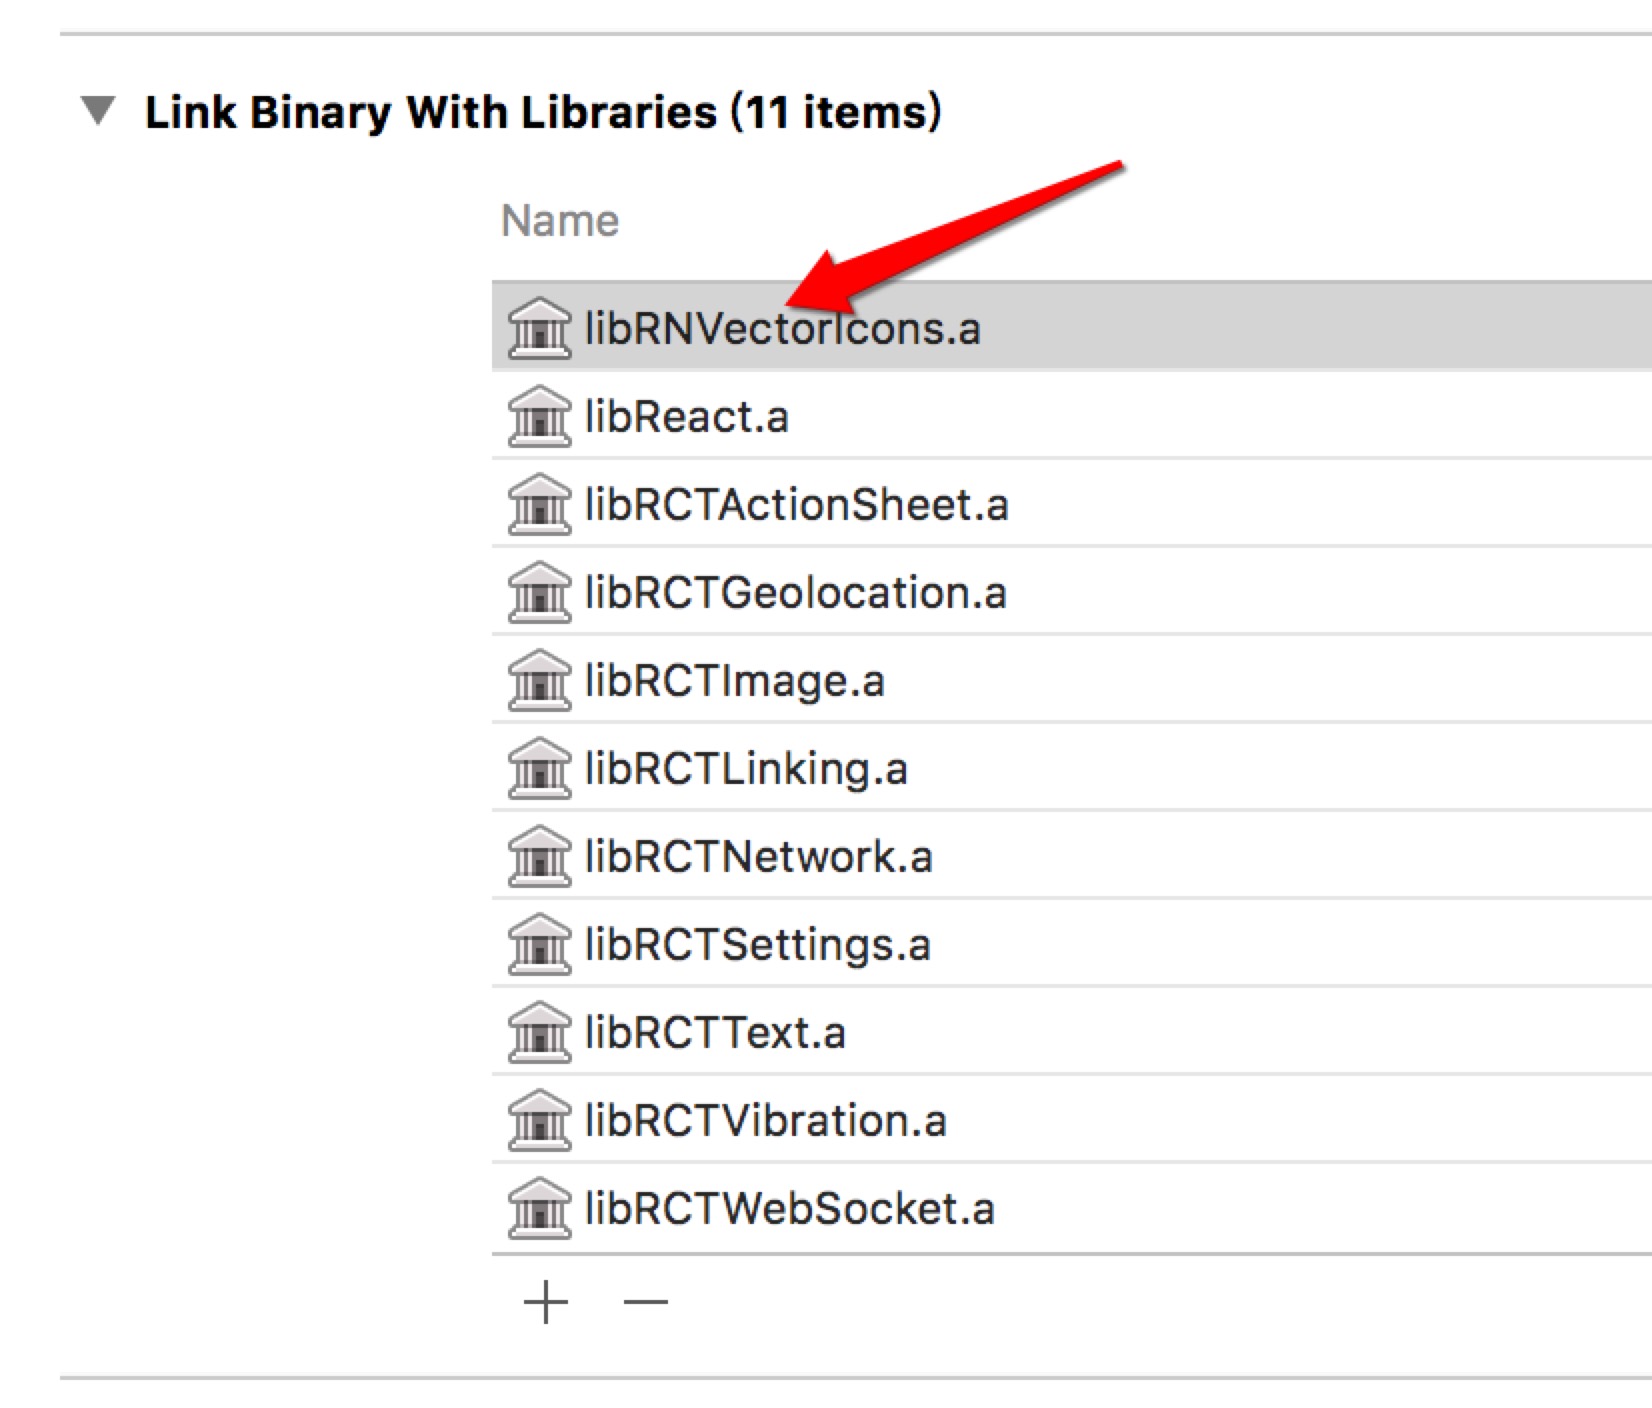 Link Binary With Libraries (11 items)
Name
libRNVectorIcons.a
libReact.a
libRCTActionSheet.a
libRCTGeolocation.a
libRCTImage.a
libRCTLinking.a
libRCTNetwork.a
libRCTSettings.a
libRCTText.a
libRCTVibration.a
libRCTWebSocket.a